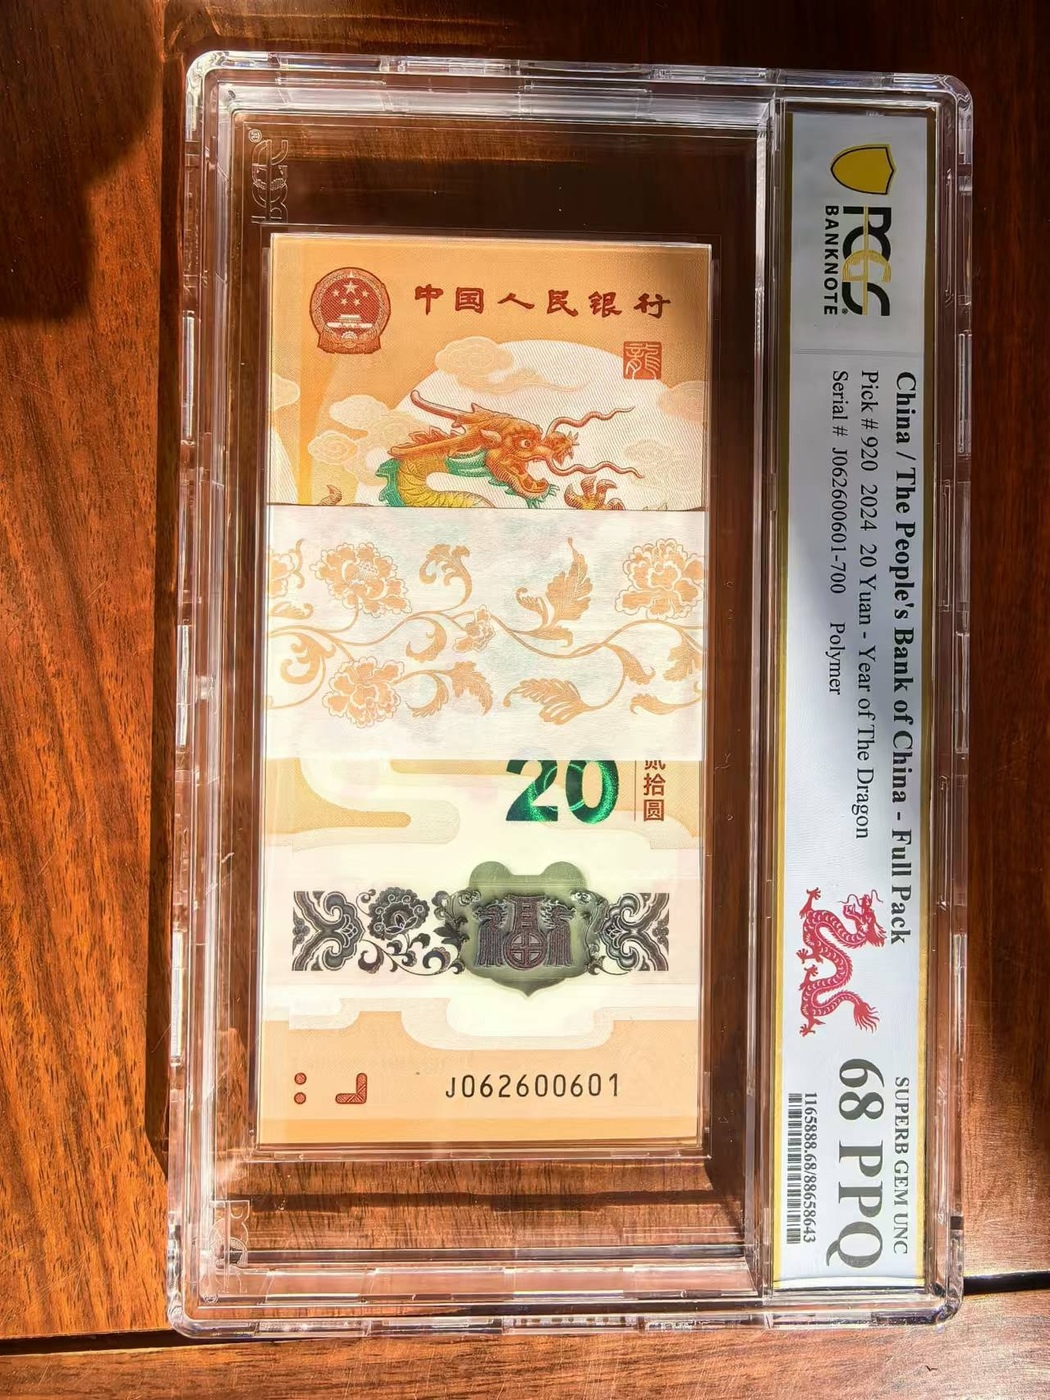 PCGS
BANKNOTE
China / The People's Bank of China - Full Pack
Pick # 920 2024 20 Yuan - Year of The Dragon
Serial # J062600601-700 Polymer
SUPERB GEM UNC
68 PPQ
1165888.68/88658643
PCGS
中国人民银行
龍
20
贰拾圆
J062600601